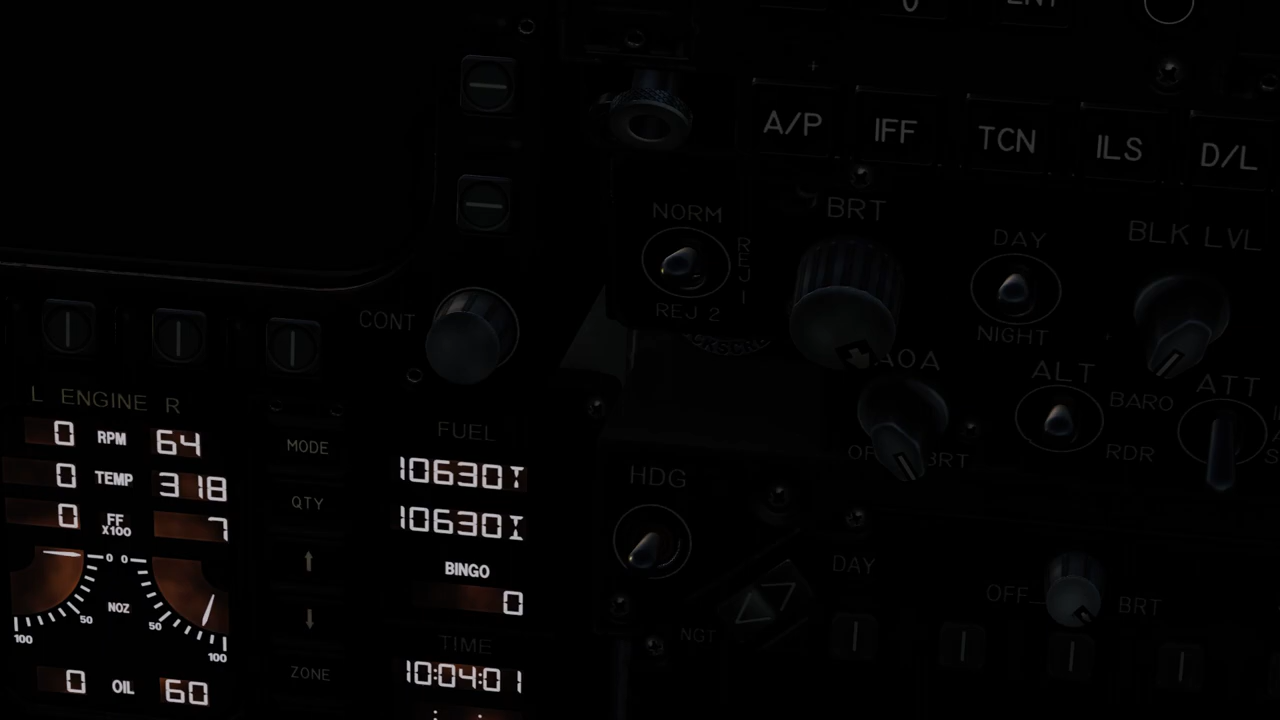 ENT
A/P IFF TCN ILS D/L
NORM
REJ 1
REJ 2
BRT
DAY
NIGHT
BLK LVL
CONT
AOA
BRT
ALT
BARO
RDR
ATT
HDG
L ENGINE R
0 RPM 64
0 TEMP 318
0 FF X100 7
0 0
NOZ
50 50
100 100
0 OIL 60
MODE
QTY
↑
↓
ZONE
FUEL
10630T
10630I
BINGO
0
TIME
10:04:01
DAY
NGT
OFF
BRT